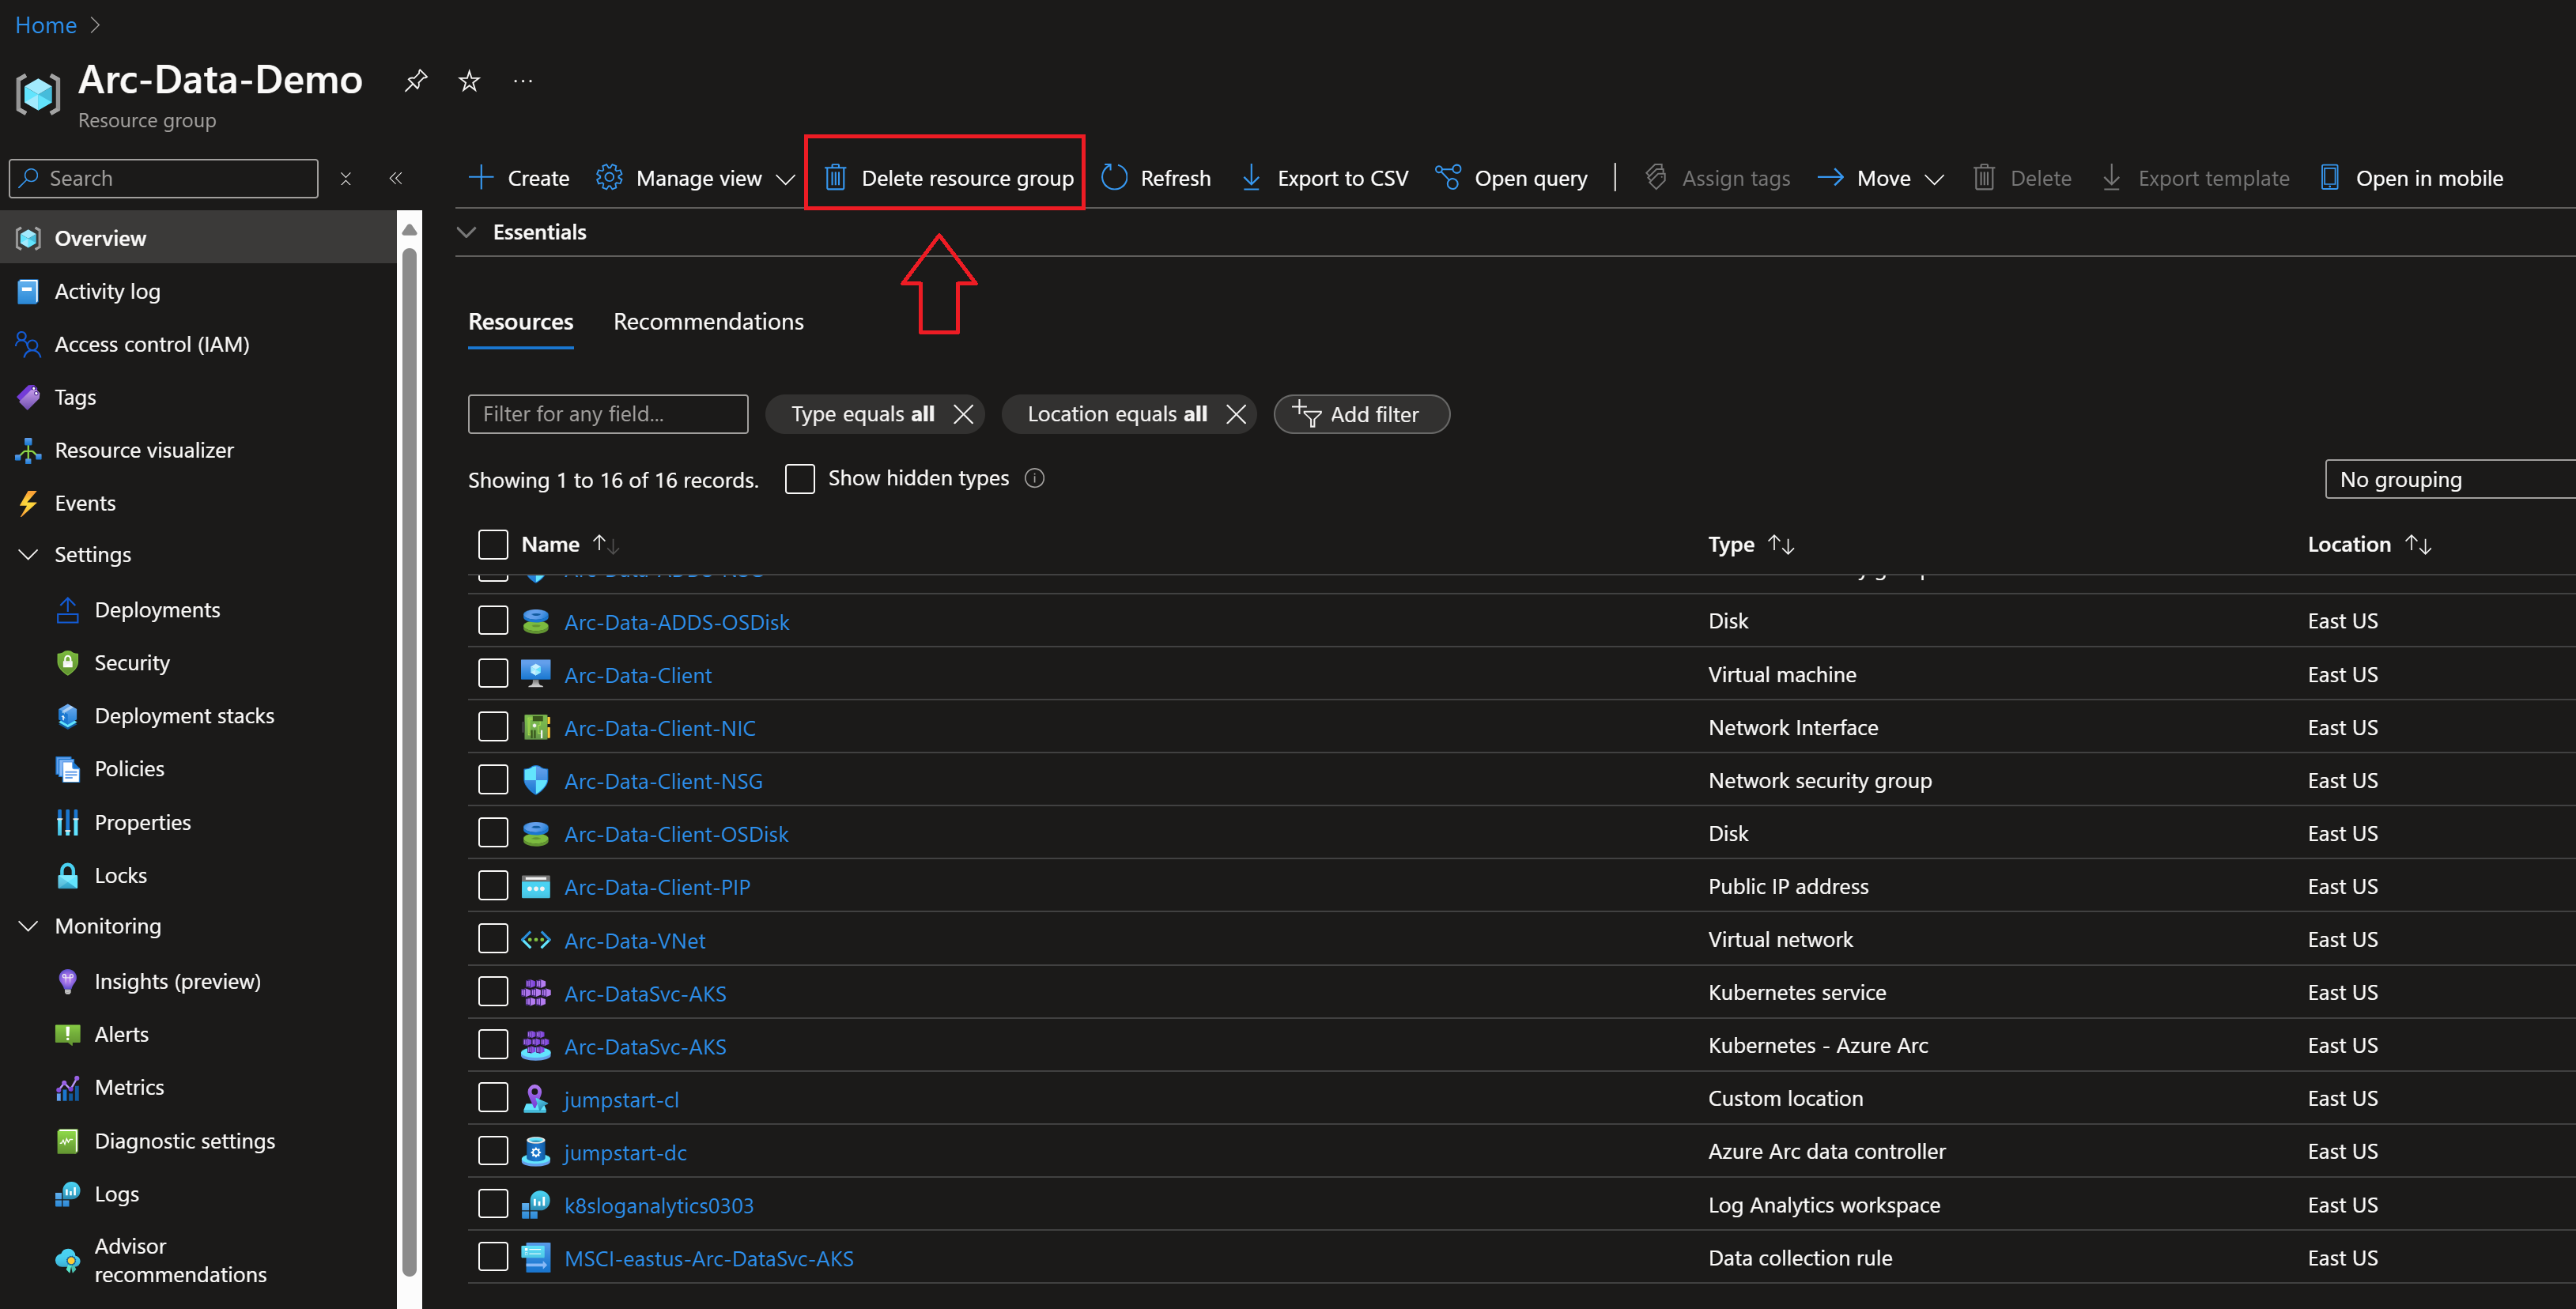 Home
Arc-Data-Demo
Resource group
Search
Create Manage view Delete resource group Refresh Export to CSV Open query Assign tags Move Delete Export template Open in mobile
Overview
Activity log
Access control (IAM)
Tags
Resource visualizer
Events
Settings
Deployments
Security
Deployment stacks
Policies
Properties
Locks
Monitoring
Insights (preview)
Alerts
Metrics
Diagnostic settings
Logs
Advisor
recommendations
Essentials
Resources Recommendations
Filter for any field... Type equals all Location equals all Add filter
Showing 1 to 16 of 16 records. Show hidden types No grouping
Name Type Location
Arc-Data-ADDS-OSDisk Disk East US
Arc-Data-Client Virtual machine East US
Arc-Data-Client-NIC Network Interface East US
Arc-Data-Client-NSG Network security group East US
Arc-Data-Client-OSDisk Disk East US
Arc-Data-Client-PIP Public IP address East US
Arc-Data-VNet Virtual network East US
Arc-DataSvc-AKS Kubernetes service East US
Arc-DataSvc-AKS Kubernetes - Azure Arc East US
jumpstart-cl Custom location East US
jumpstart-dc Azure Arc data controller East US
k8sloganalytics0303 Log Analytics workspace East US
MSCI-eastus-Arc-DataSvc-AKS Data collection rule East US